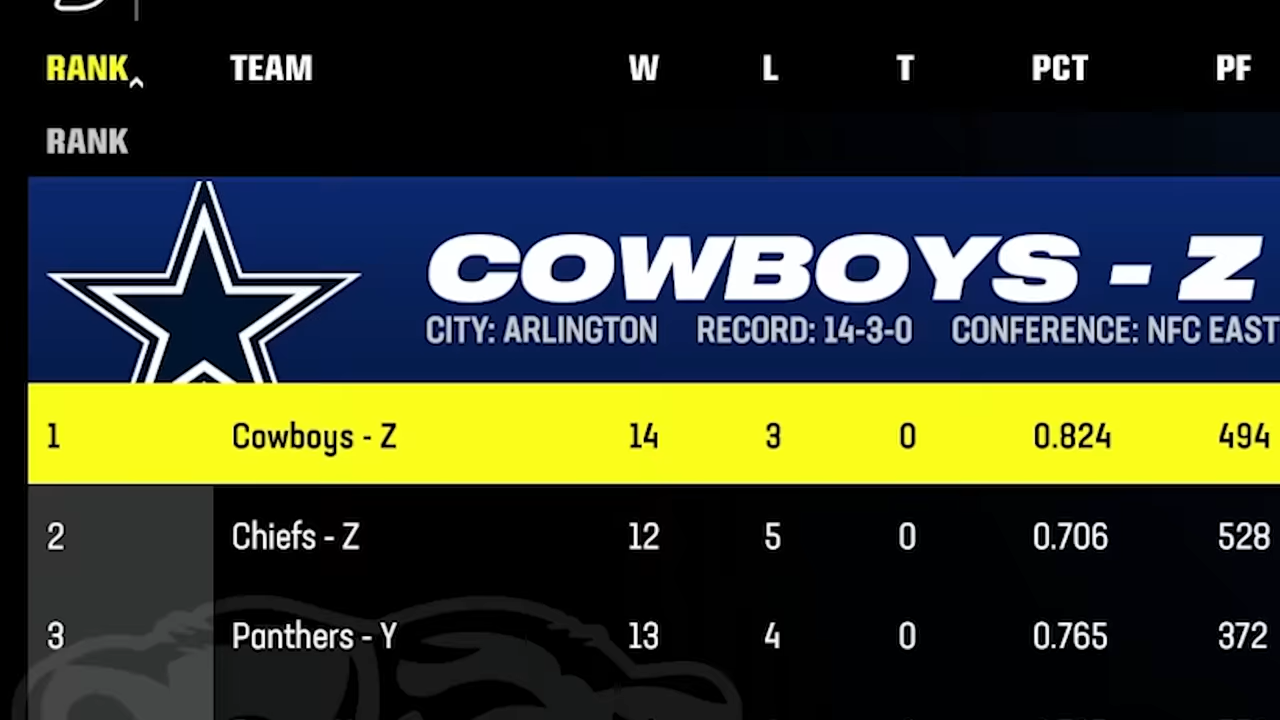 RANK TEAM W L T PCT PF
RANK
COWBOYS - Z
CITY: ARLINGTON RECORD: 14-3-0 CONFERENCE: NFC EAST
1 Cowboys - Z 14 3 0 0.824 494
2 Chiefs - Z 12 5 0 0.706 528
3 Panthers - Y 13 4 0 0.765 372